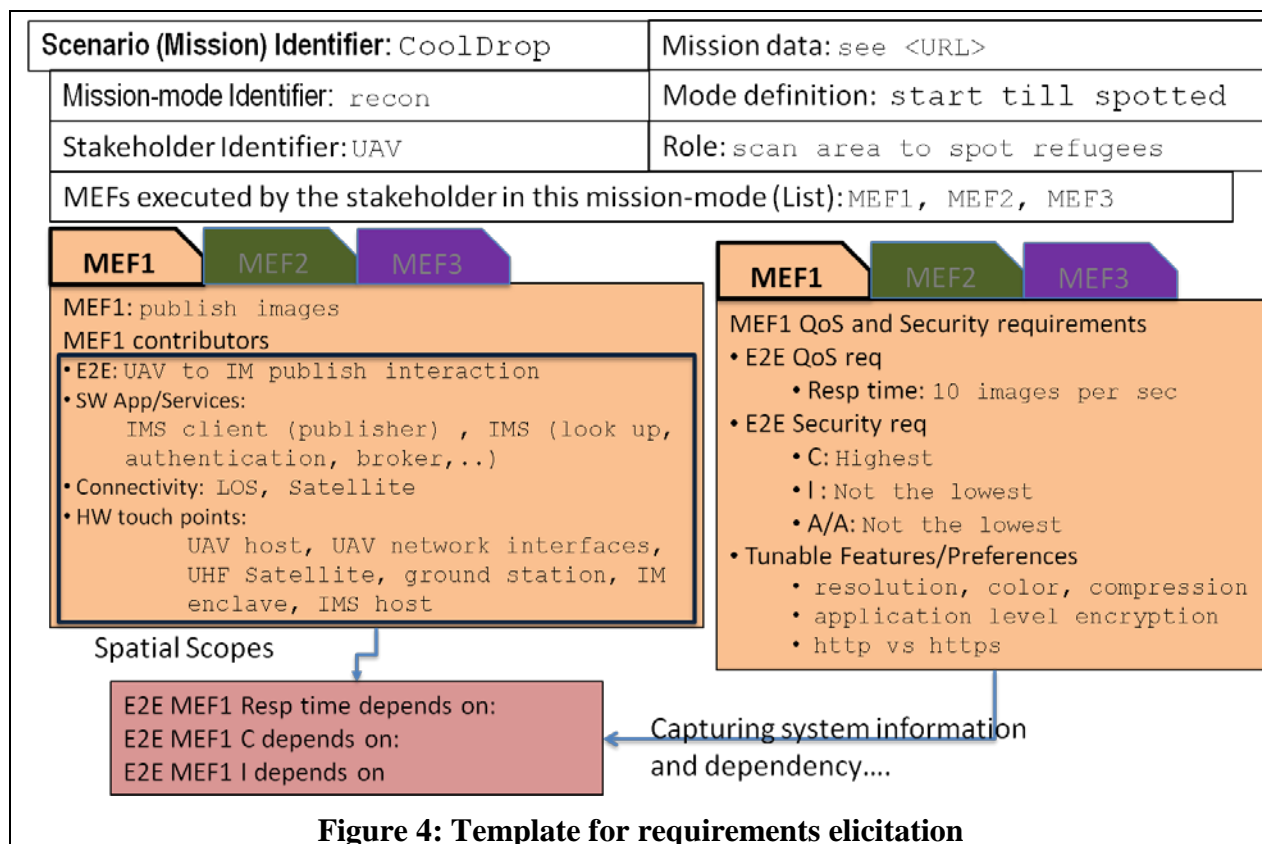 Scenario (Mission) Identifier: CoolDrop
Mission data: see <URL>
Mission-mode Identifier: recon
Mode definition: start till spotted
Stakeholder Identifier: UAV
Role: scan area to spot refugees
MEFs executed by the stakeholder in this mission-mode (List): MEF1, MEF2, MEF3
MEF1
MEF2
MEF3
MEF1: publish images
MEF1 contributors
• E2E: UAV to IM publish interaction
• SW App/Services:
IMS client (publisher) , IMS (look up,
authentication, broker,..)
• Connectivity: LOS, Satellite
• HW touch points:
UAV host, UAV network interfaces,
UHF Satellite, ground station, IM
enclave, IMS host
Spatial Scopes
MEF1
MEF2
MEF3
MEF1 QoS and Security requirements
• E2E QoS req
• Resp time: 10 images per sec
• E2E Security req
• C: Highest
• I : Not the lowest
• A/A: Not the lowest
• Tunable Features/Preferences
• resolution, color, compression
• application level encryption
• http vs https
E2E MEF1 Resp time depends on:
E2E MEF1 C depends on:
E2E MEF1 I depends on
Capturing system information
and dependency....
Figure 4: Template for requirements elicitation